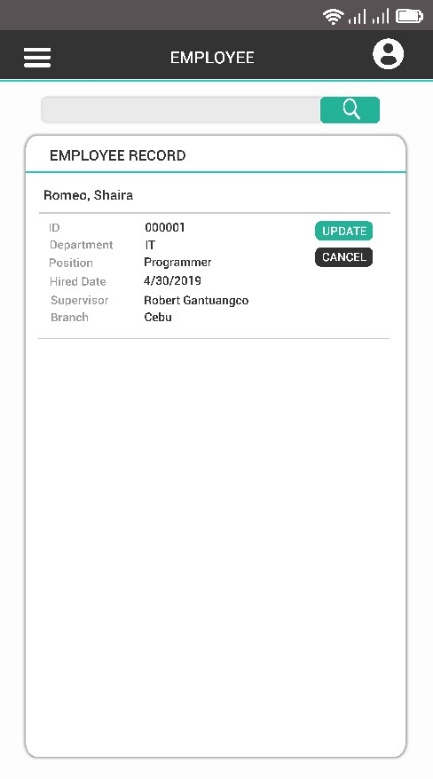 EMPLOYEE
EMPLOYEE RECORD
Romeo, Shaira
ID 000001 UPDATE
Department IT
Position Programmer CANCEL
Hired Date 4/30/2019
Supervisor Robert Gantuangco
Branch Cebu